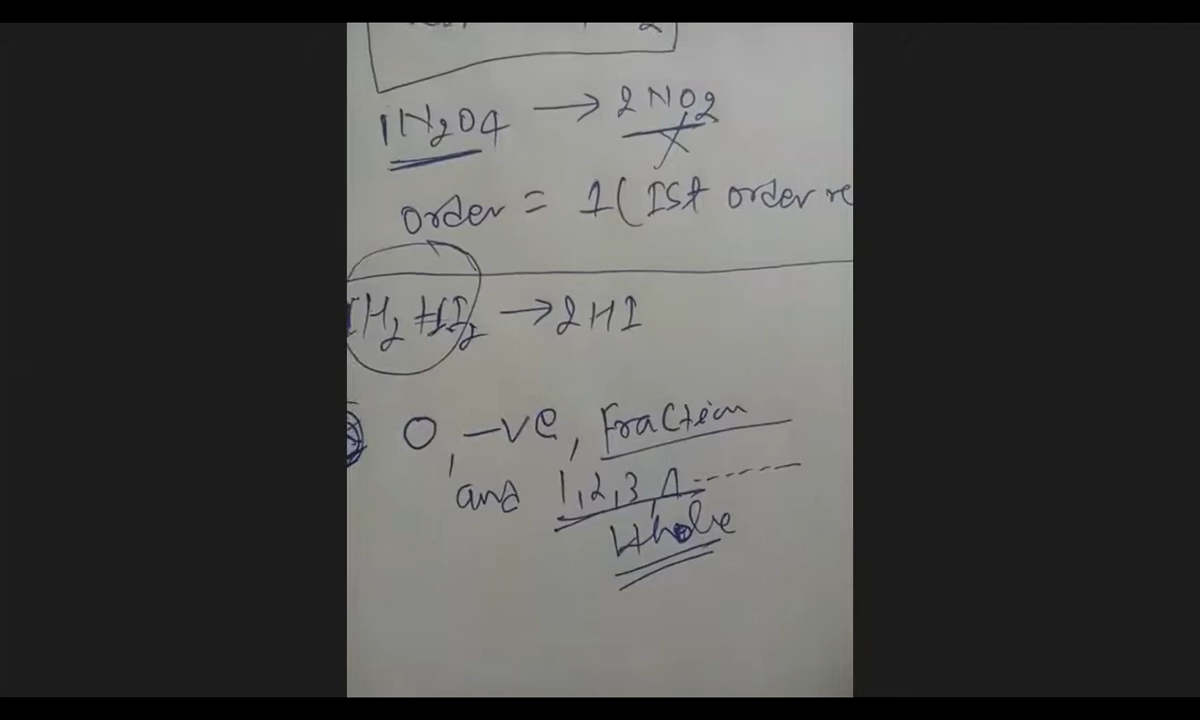 1N2O4 → 2NO2
order = 1 (Ist order re
1H2 + 1I2 → 2HI
0, -ve, Fraction
and 1, 2, 3, 4 -------
Whole